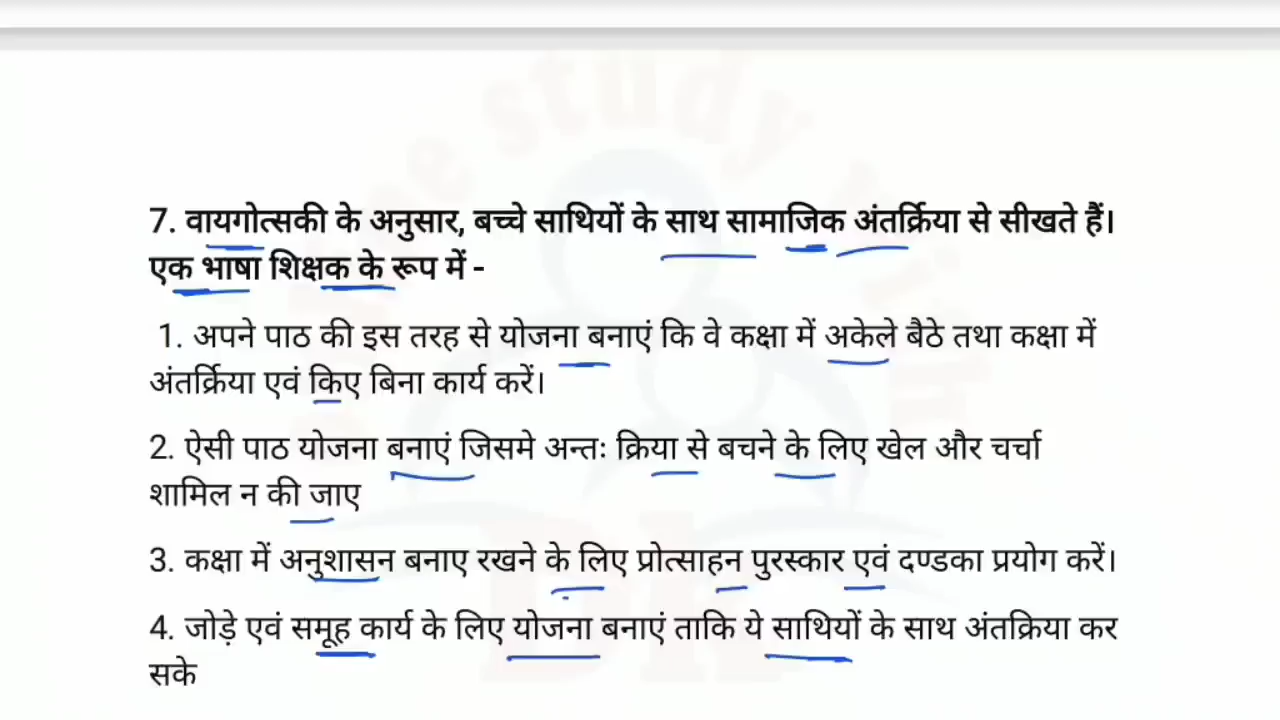 7. वायगोत्सकी के अनुसार, बच्चे साथियों के साथ सामाजिक अंतर्क्रिया से सीखते हैं।
एक भाषा शिक्षक के रूप में -
1. अपने पाठ की इस तरह से योजना बनाएं कि वे कक्षा में अकेले बैठे तथा कक्षा में
अंतर्क्रिया एवं किए बिना कार्य करें।
2. ऐसी पाठ योजना बनाएं जिसमे अन्तः क्रिया से बचने के लिए खेल और चर्चा
शामिल न की जाए
3. कक्षा में अनुशासन बनाए रखने के लिए प्रोत्साहन पुरस्कार एवं दण्डका प्रयोग करें।
4. जोड़े एवं समूह कार्य के लिए योजना बनाएं ताकि ये साथियों के साथ अंतक्रिया कर
सके